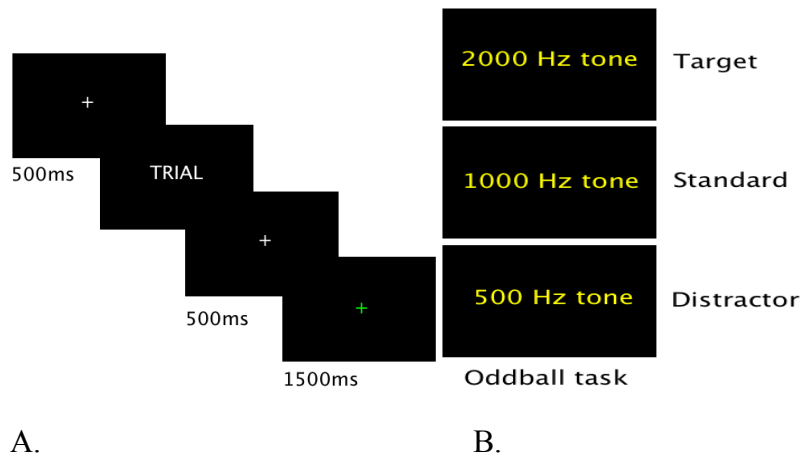 500ms
TRIAL
500ms
1500ms
A.
2000 Hz tone Target
1000 Hz tone Standard
500 Hz tone Distractor
Oddball task
B.